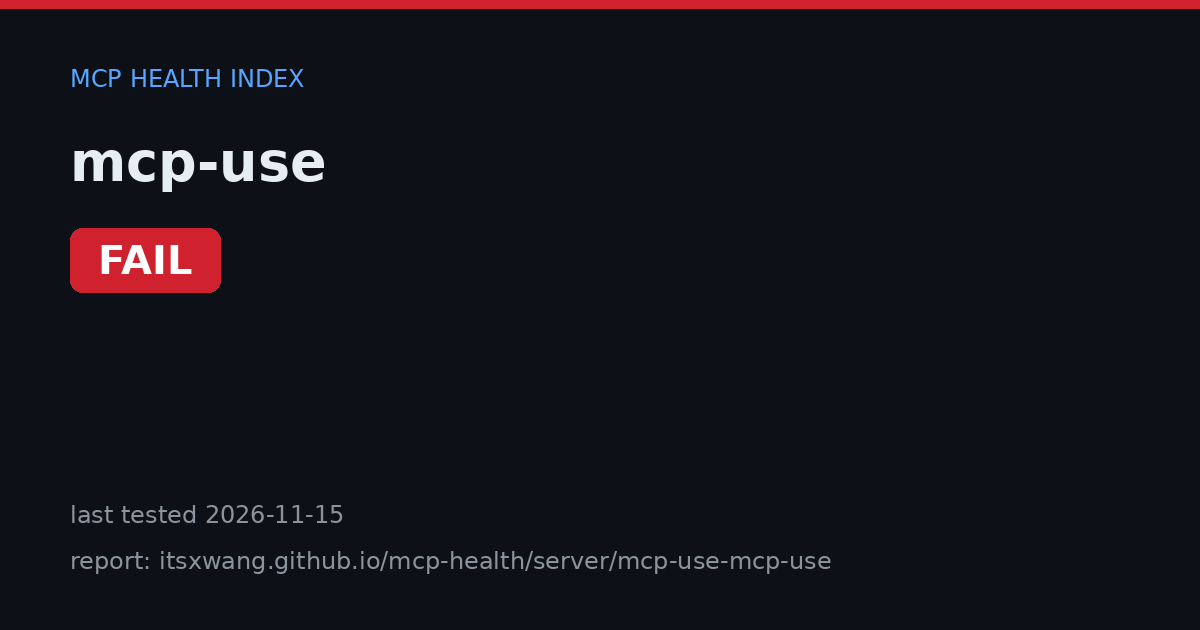 MCP HEALTH INDEX
mcp-use
FAIL
last tested 2026-11-15
report: itsxwang.github.io/mcp-health/server/mcp-use-mcp-use